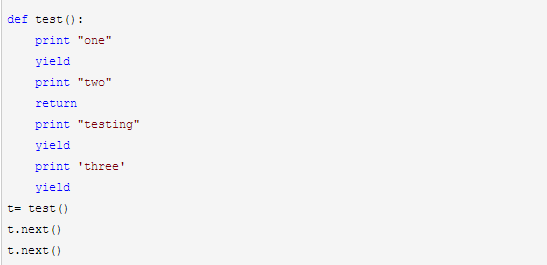 def test():
    print "one"
    yield
    print "two"
    return
    print "testing"
    yield
    print 'three'
    yield
t= test()
t.next()
t.next()